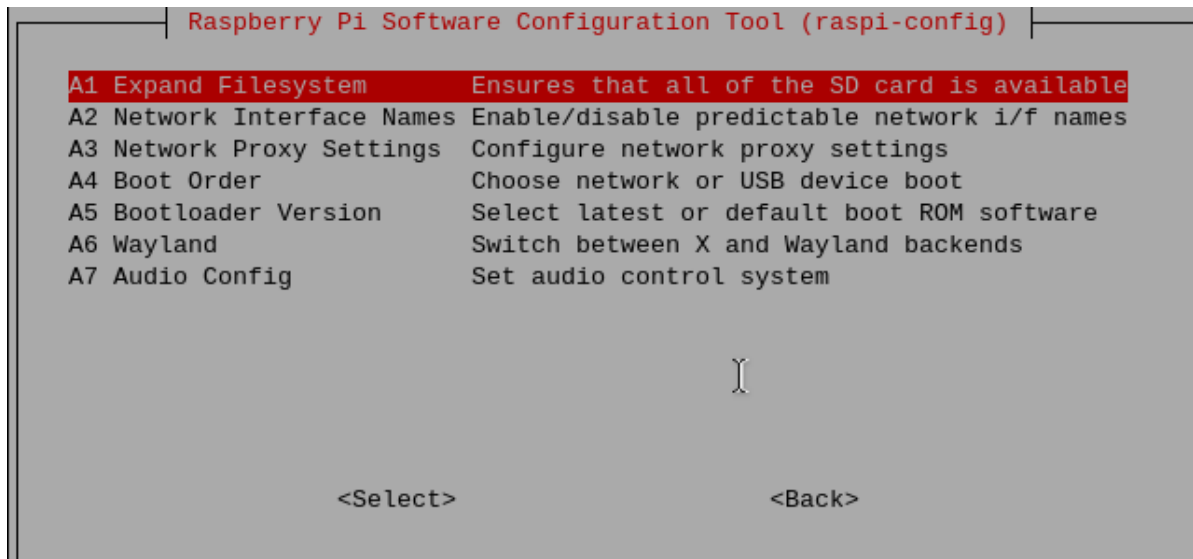 Raspberry Pi Software Configuration Tool (raspi-config)
A1 Expand Filesystem Ensures that all of the SD card is available
A2 Network Interface Names Enable/disable predictable network i/f names
A3 Network Proxy Settings Configure network proxy settings
A4 Boot Order Choose network or USB device boot
A5 Bootloader Version Select latest or default boot ROM software
A6 Wayland Switch between X and Wayland backends
A7 Audio Config Set audio control system
<Select> <Back>